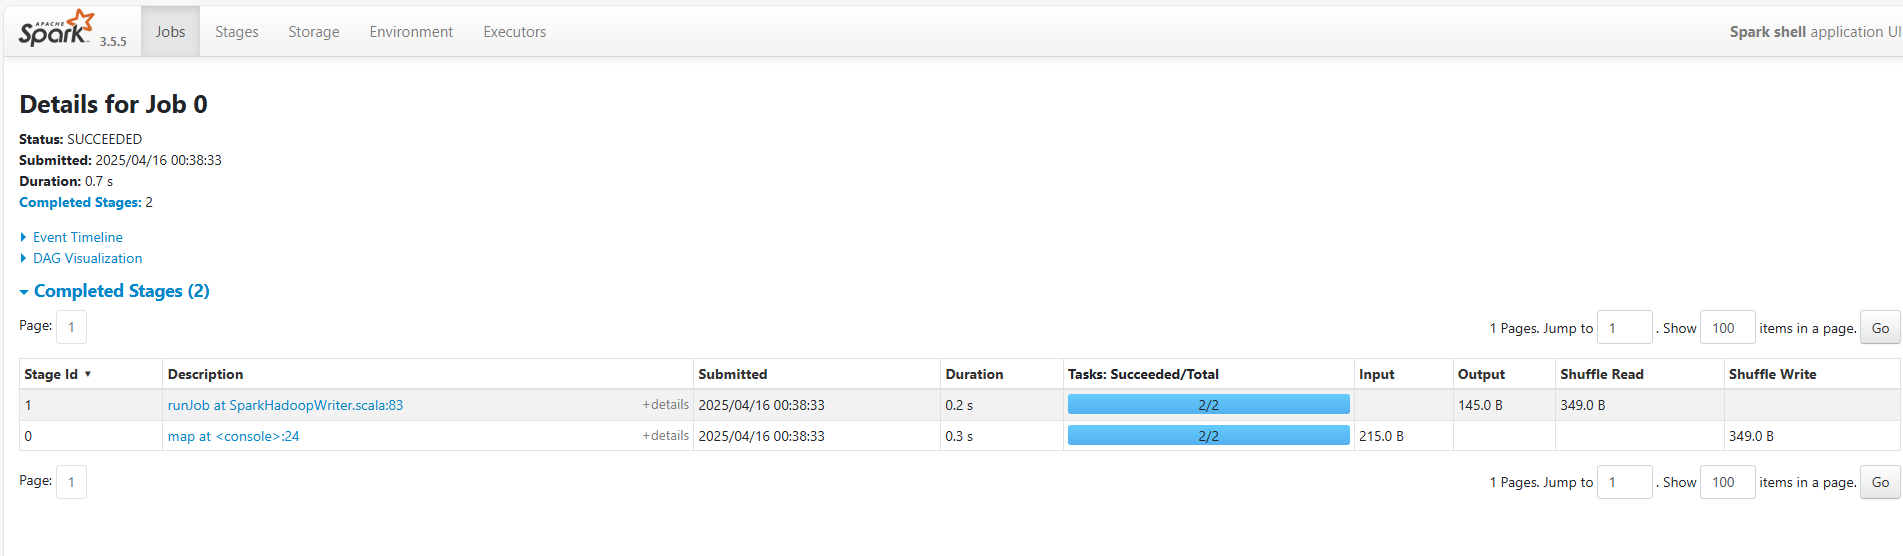 APACHE
Spark 3.5.5 Jobs Stages Storage Environment Executors Spark shell application UI
Details for Job 0
Status: SUCCEEDED
Submitted: 2025/04/16 00:38:33
Duration: 0.7 s
Completed Stages: 2
Event Timeline
DAG Visualization
Completed Stages (2)
Page: 1 1 Pages. Jump to 1 . Show 100 items in a page. Go
Stage Id ▾ Description Submitted Duration Tasks: Succeeded/Total Input Output Shuffle Read Shuffle Write
1 runJob at SparkHadoopWriter.scala:83 +details 2025/04/16 00:38:33 0.2 s 2/2 145.0 B 349.0 B
0 map at <console>:24 +details 2025/04/16 00:38:33 0.3 s 2/2 215.0 B 349.0 B
Page: 1 1 Pages. Jump to 1 . Show 100 items in a page. Go